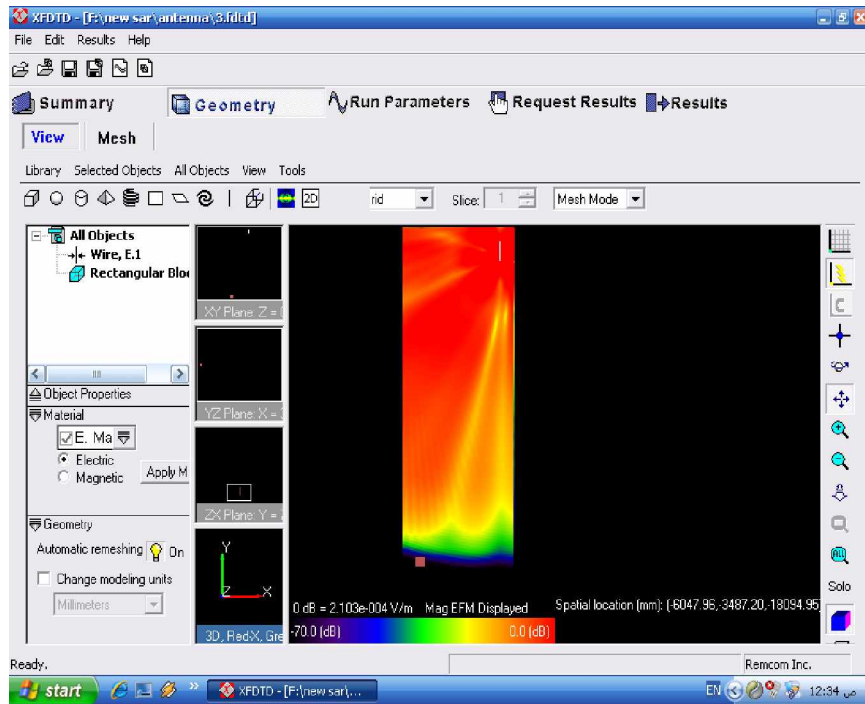 XFDTD - [F:\new sar\antenna\3.fdtd]
File Edit Results Help
Summary Geometry Run Parameters Request Results Results
View Mesh
Library Selected Objects All Objects View Tools
2D rid Slice: 1 Mesh Mode
All Objects
Wire, E.1
Rectangular Blo
XY Plane: Z =
YZ Plane: X =
ZX Plane: Y =
Object Properties
Material
E. Ma
Electric
Magnetic Apply M
Geometry
Automatic remeshing On
Change modeling units
Millimeters
Y
Z X
3D, Red-X, Gre
0 dB = 2.103e-004 V/m Mag EFM Displayed Spatial location (mm): (-6047.96,-3487.20,-18094.95)
-70.0 (dB) 0.0 (dB)
All
Solo
Ready. Remcom Inc.
start XFDTD - [F:\new sar\... EN 12:34 ص